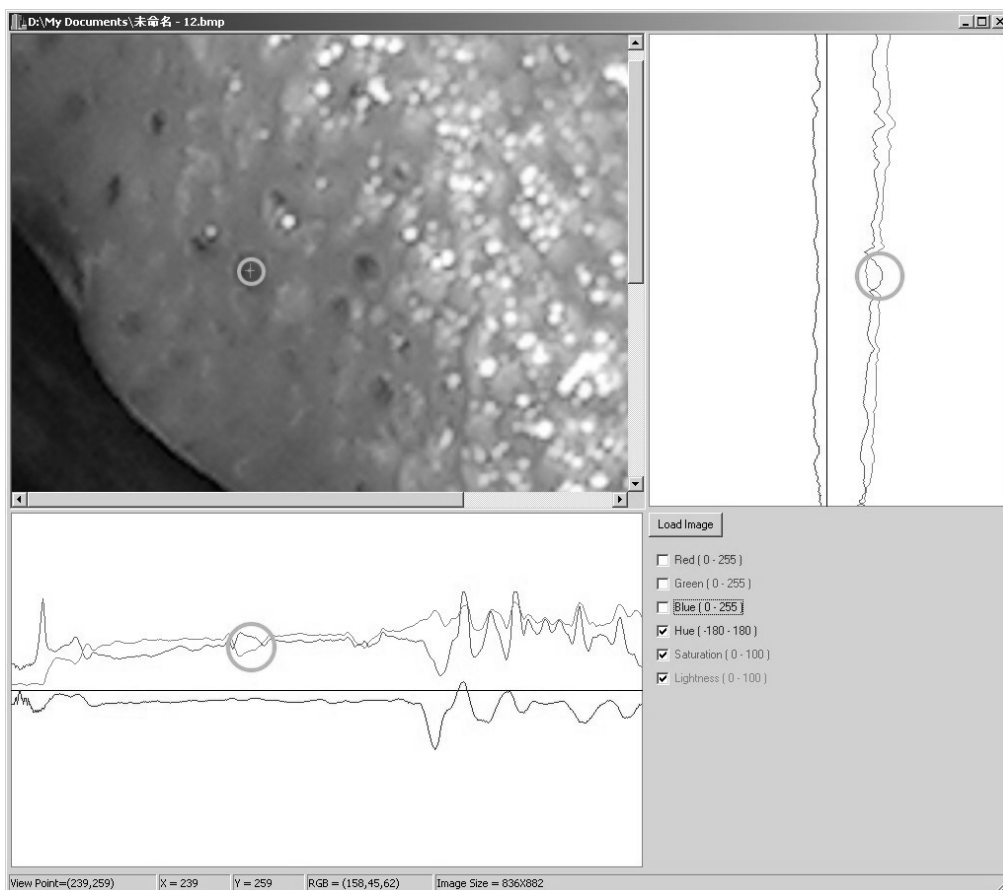 D:\My Documents\未命名 - 12.bmp
Load Image
Red ( 0 - 255 )
Green ( 0 - 255 )
Blue ( 0 - 255 )
Hue ( -180 - 180 )
Saturation ( 0 - 100 )
Lightness ( 0 - 100 )
View Point=(239,259) X = 239 Y = 259 RGB = (158,45,62) Image Size = 836X882